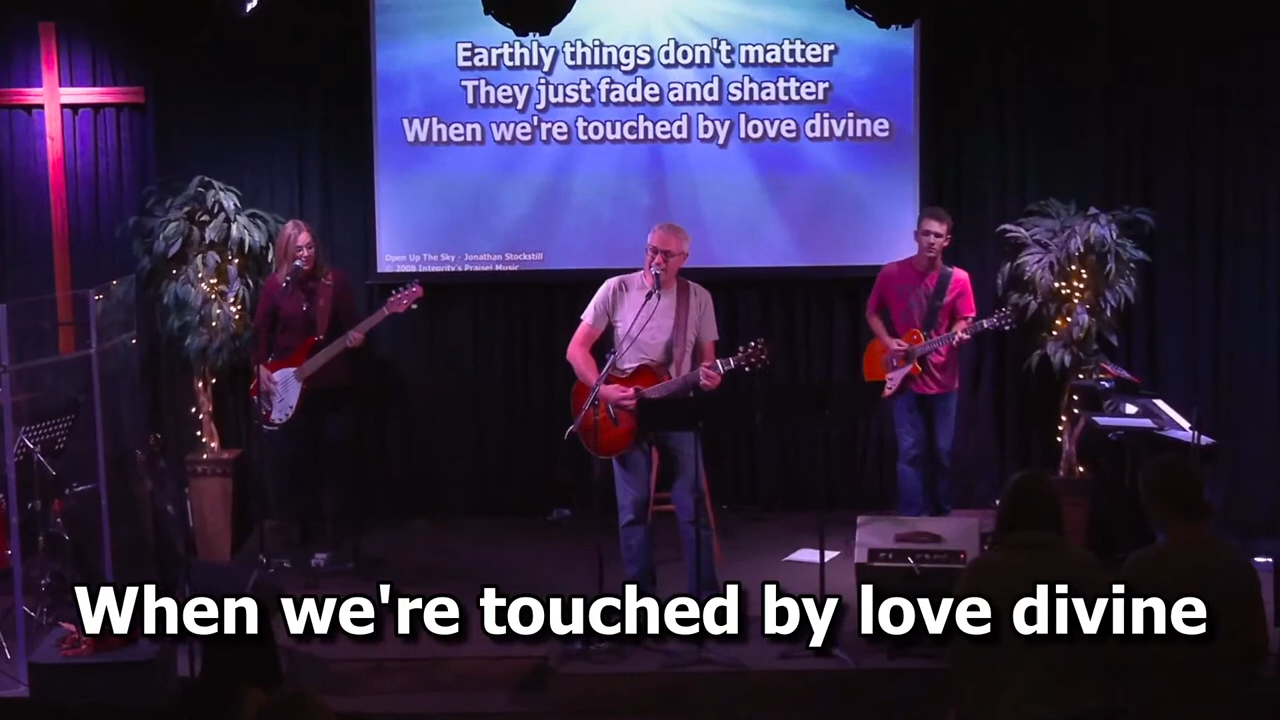 Earthly things don't matter
They just fade and shatter
When we're touched by love divine
Open Up The Sky - Jonathan Stockstill
© 2008 Integrity's Praise! Music
When we're touched by love divine